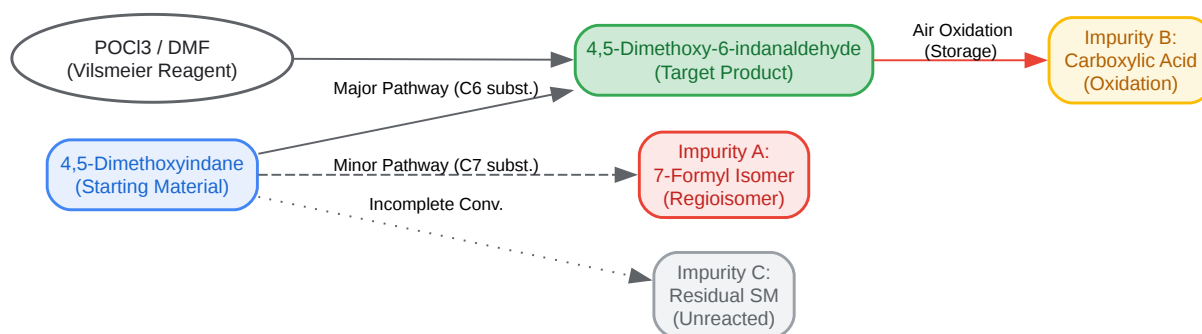 POCl3 / DMF
(Vilsmeier Reagent)
4,5-Dimethoxy-6-indanaldehyde
(Target Product)
Air Oxidation
(Storage)
Impurity B:
Carboxylic Acid
(Oxidation)
Major Pathway (C6 subst.)
4,5-Dimethoxyindane
(Starting Material)
Minor Pathway (C7 subst.)
Impurity A:
7-Formyl Isomer
(Regioisomer)
Incomplete Conv.
Impurity C:
Residual SM
(Unreacted)